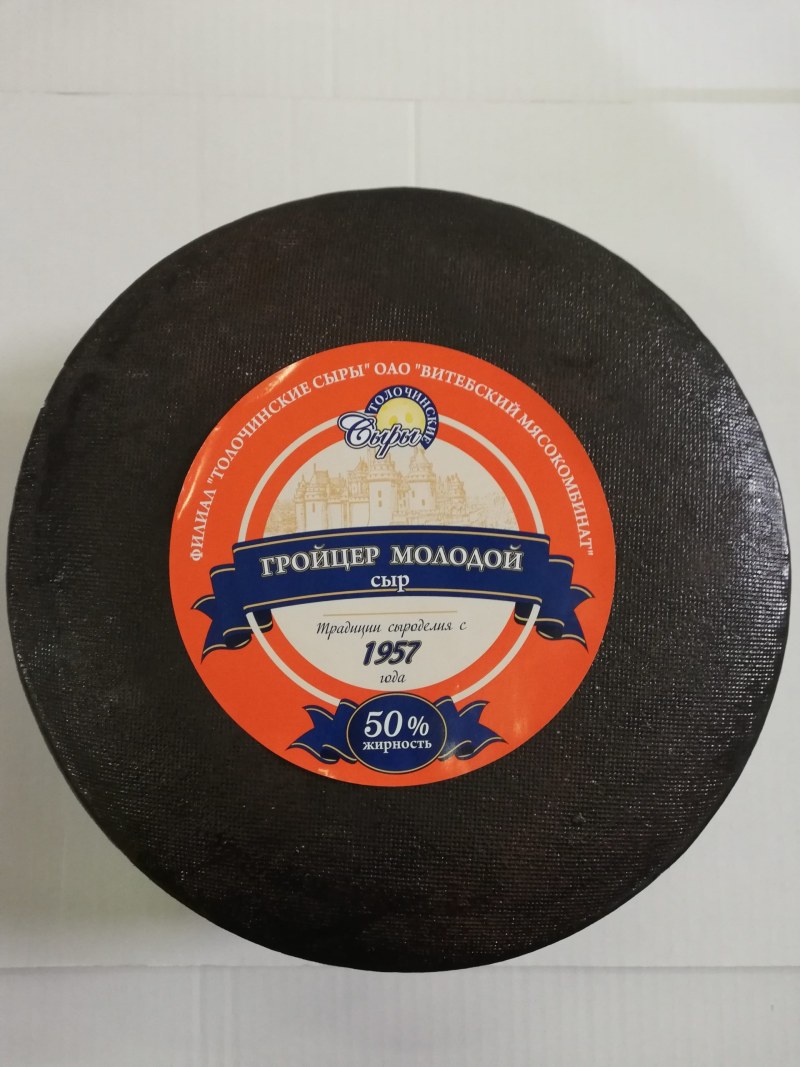 ФИЛИАЛ "ТОЛОЧИНСКИЕ СЫРЫ" ОАО "ВИТЕБСКИЙ МЯСОКОМБИНАТ"
ТОЛОЧИНСКИЕ
Сыры
ГРОЙЦЕР МОЛОДОЙ
сыр
Традиции сыроделия с
1957
года
50%
жирность